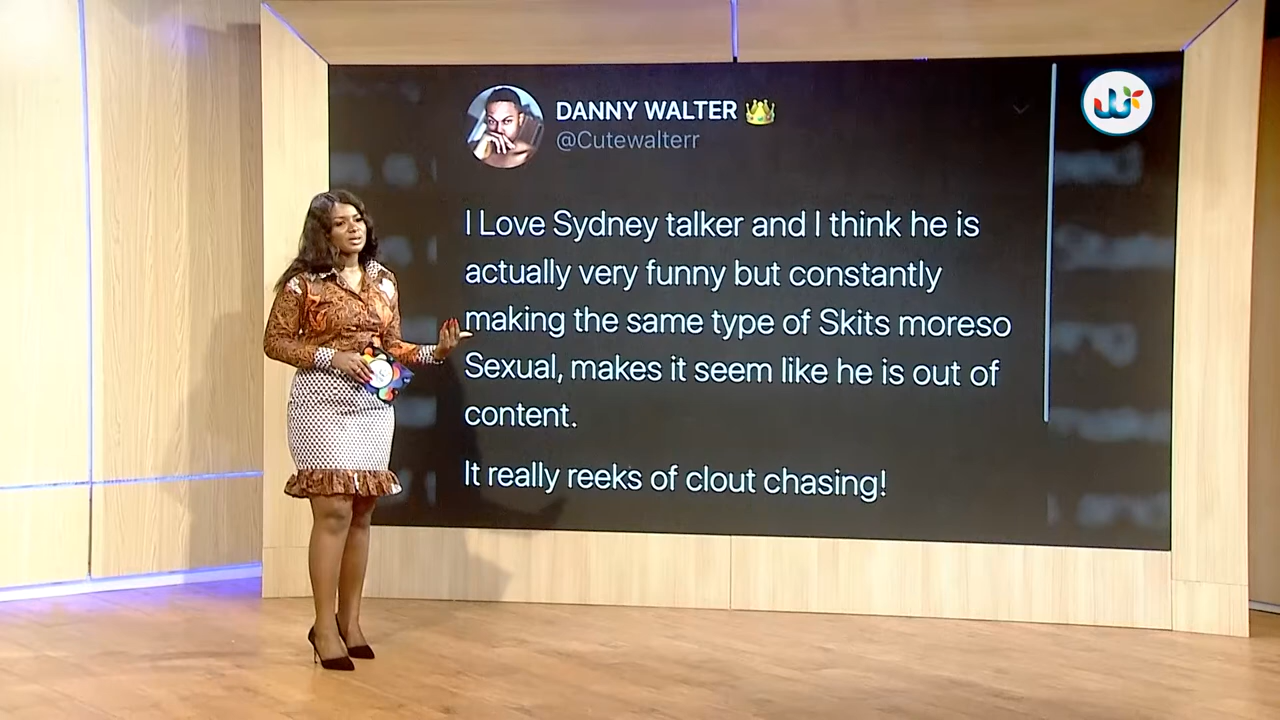 DANNY WALTER 👑
@Cutewalterr
I Love Sydney talker and I think he is
actually very funny but constantly
making the same type of Skits moreso
Sexual, makes it seem like he is out of
content.
It really reeks of clout chasing!